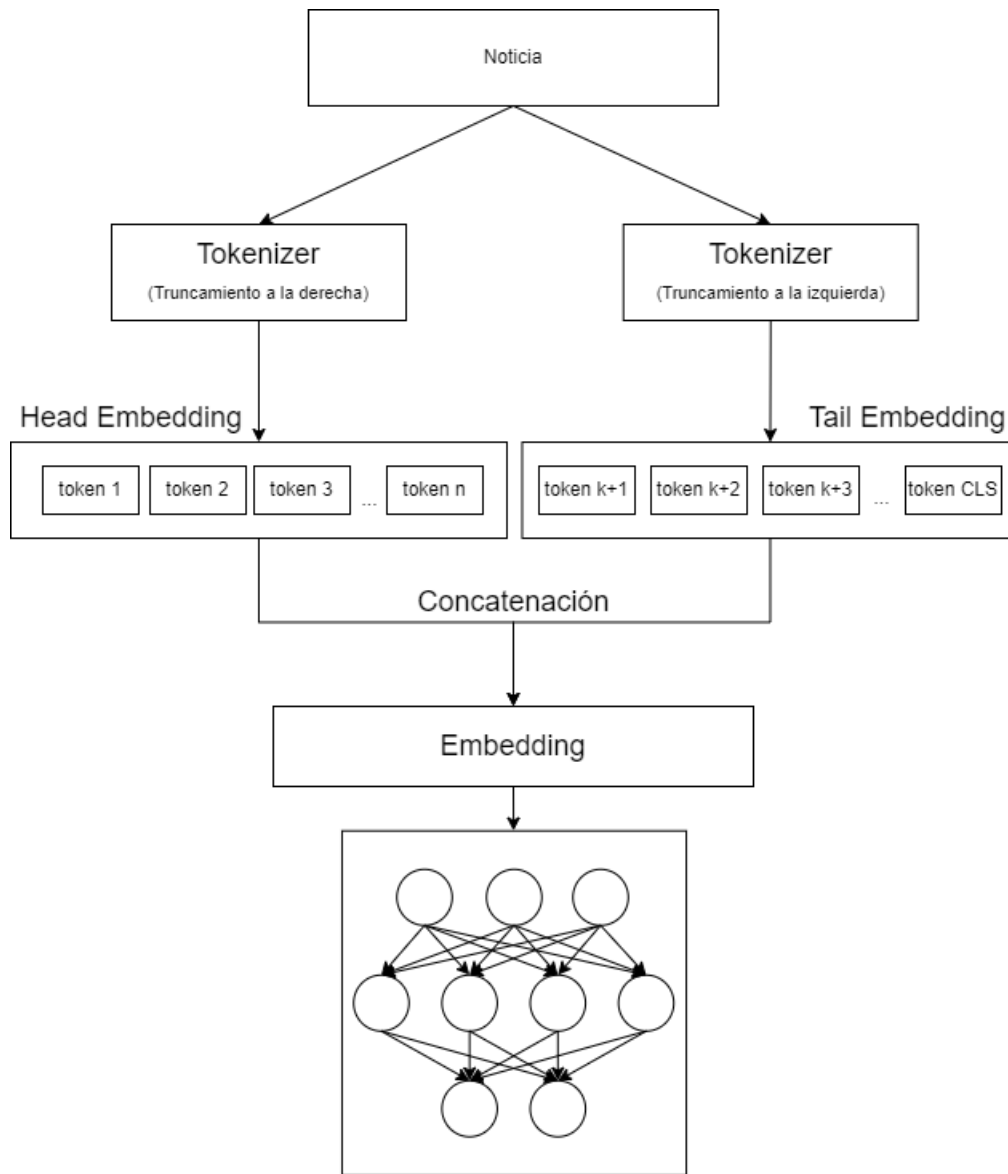 Noticia
Tokenizer
(Truncamiento a la derecha)
Tokenizer
(Truncamiento a la izquierda)
Head Embedding
Tail Embedding
token 1
token 2
token 3
...
token n
token k+1
token k+2
token k+3
...
token CLS
Concatenación
Embedding